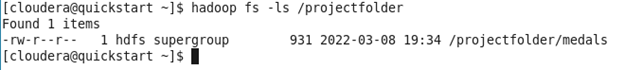 [cloudera@quickstart ~]$ hadoop fs -ls /projectfolder
Found 1 items
-rw-r--r--   1 hdfs supergroup        931 2022-03-08 19:34 /projectfolder/medals
[cloudera@quickstart ~]$